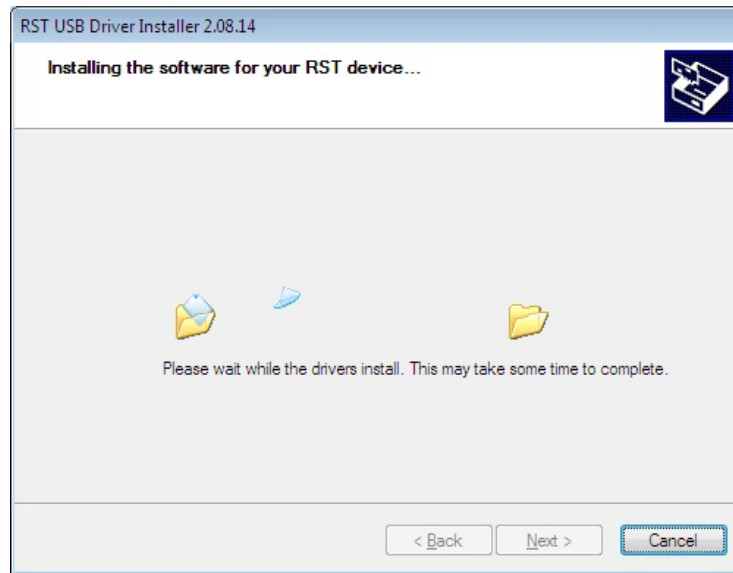 RST USB Driver Installer 2.08.14
Installing the software for your RST device...
Please wait while the drivers install. This may take some time to complete.
< Back
Next >
Cancel